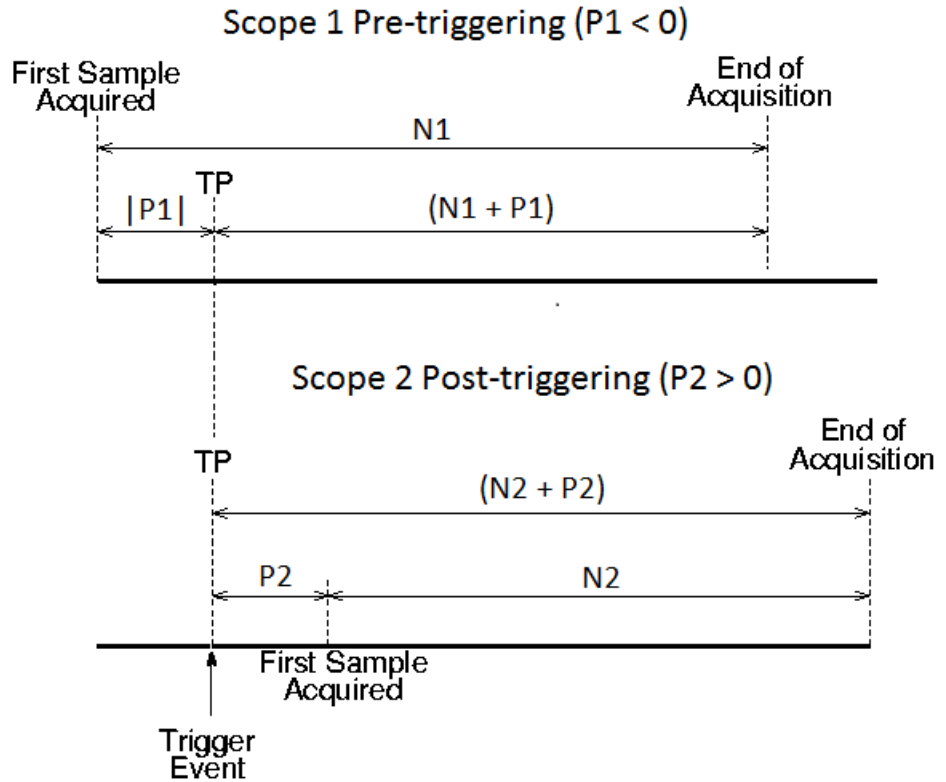 Scope 1 Pre-triggering (P1 < 0)
First Sample
Acquired
End of
Acquisition
N1
TP
|P1|
(N1 + P1)
Scope 2 Post-triggering (P2 > 0)
End of
Acquisition
TP
(N2 + P2)
P2
N2
First Sample
Acquired
Trigger
Event